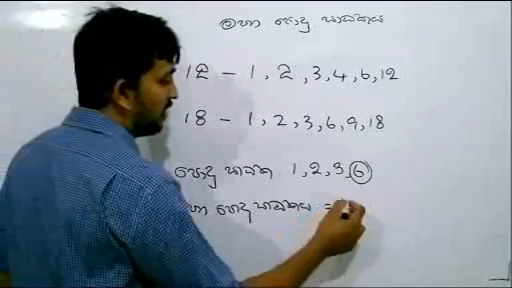 මහා පොදු සාධකය
12 - 1, 2, 3, 4, 6, 12
18 - 1, 2, 3, 6, 9, 18
පොදු සාධක 1, 2, 3, 6
හා පොදු සාධකය =